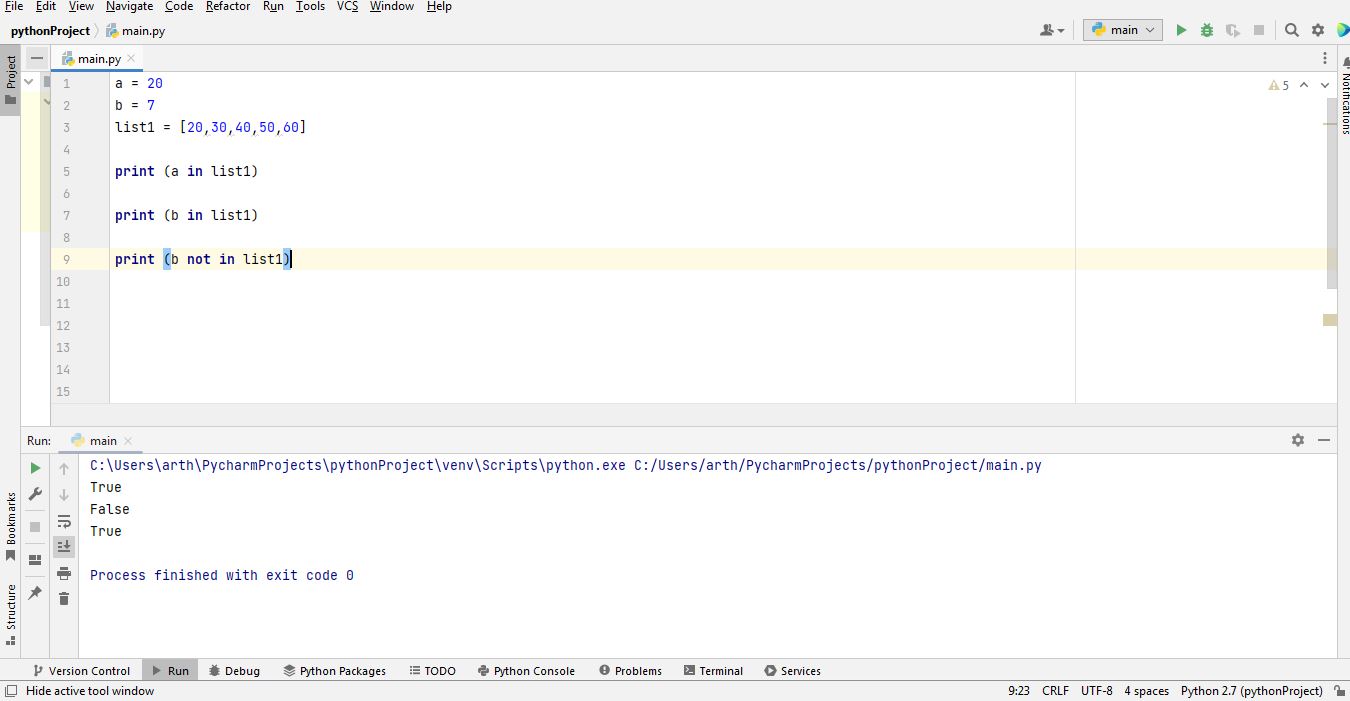 File Edit View Navigate Code Refactor Run Tools VCS Window Help
pythonProject main.py
main
Project
main.py
5
Notifications
1 a = 20
2 b = 7
3 list1 = [20,30,40,50,60]
4
5 print (a in list1)
6
7 print (b in list1)
8
9 print (b not in list1)
10
11
12
13
14
15
Run: main
C:\Users\arth\PycharmProjects\pythonProject\venv\Scripts\python.exe C:/Users/arth/PycharmProjects/pythonProject/main.py
True
False
True
Process finished with exit code 0
Bookmarks
Structure
Version Control Run Debug Python Packages TODO Python Console Problems Terminal Services
Hide active tool window 9:23 CRLF UTF-8 4 spaces Python 2.7 (pythonProject)